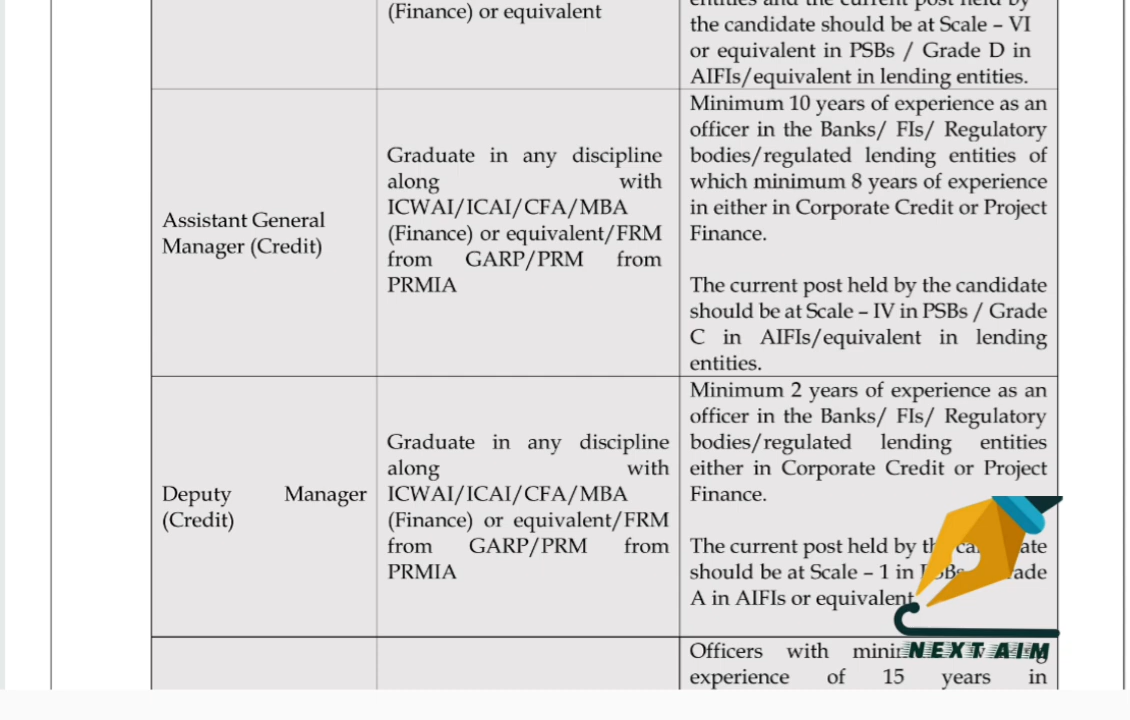 (Finance) or equivalent
the candidate should be at Scale – VI
or equivalent in PSBs / Grade D in
AIFIs/equivalent in lending entities.
Assistant General
Manager (Credit)
Graduate in any discipline
along with
ICWAI/ICAI/CFA/MBA
(Finance) or equivalent/FRM
from GARP/PRM from
PRMIA
Minimum 10 years of experience as an
officer in the Banks/ FIs/ Regulatory
bodies/regulated lending entities of
which minimum 8 years of experience
in either in Corporate Credit or Project
Finance.
The current post held by the candidate
should be at Scale – IV in PSBs / Grade
C in AIFIs/equivalent in lending
entities.
Deputy Manager
(Credit)
Graduate in any discipline
along with
ICWAI/ICAI/CFA/MBA
(Finance) or equivalent/FRM
from GARP/PRM from
PRMIA
Minimum 2 years of experience as an
officer in the Banks/ FIs/ Regulatory
bodies/regulated lending entities
either in Corporate Credit or Project
Finance.
The current post held by
should be at Scale – 1 in
A in AIFIs or equivalent
Officers with
experience of 15 years in
NEXT AIM